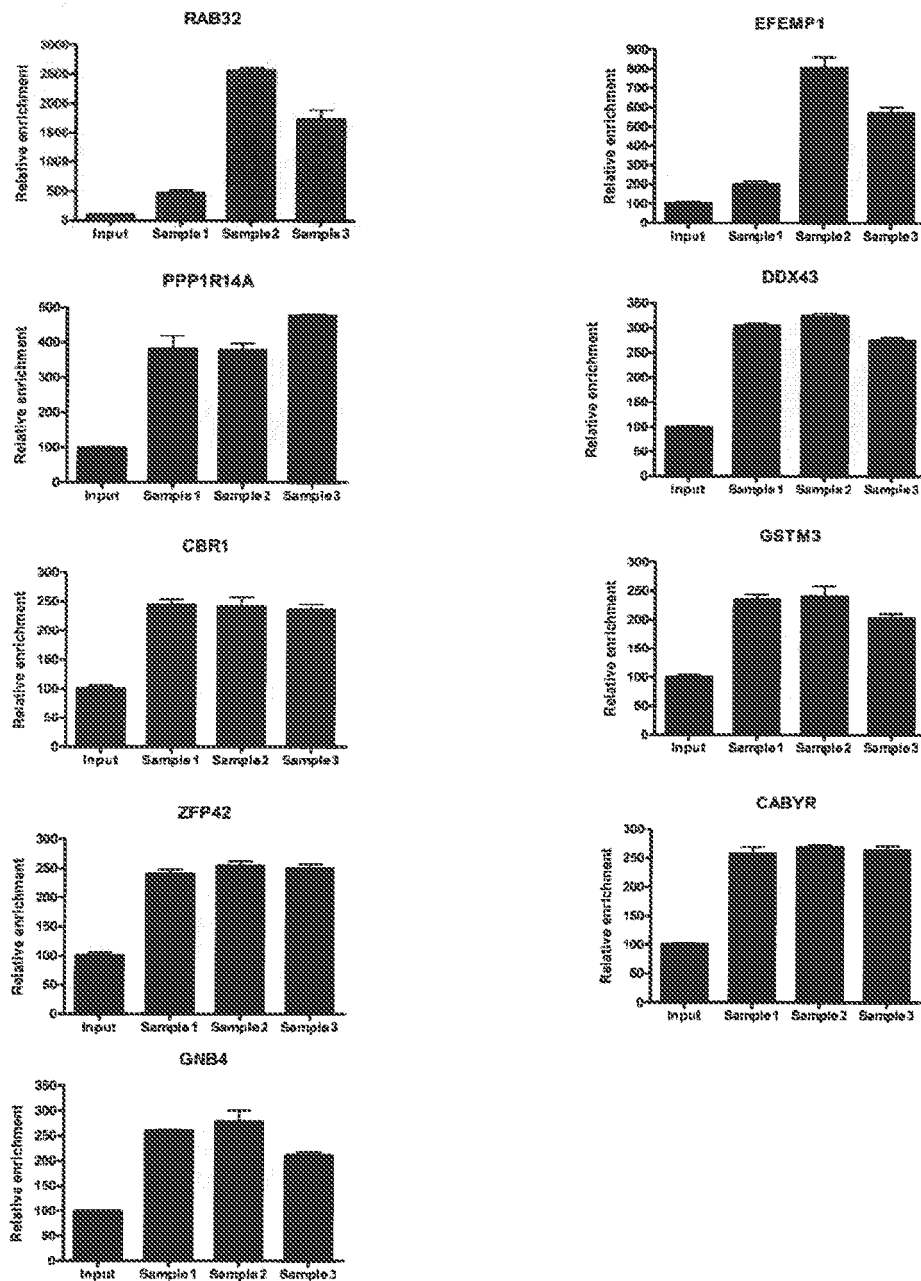 RAB32
Relative enrichment
3000
2500
2000
1500
1000
500
0
Input Sample1 Sample2 Sample3
EFEMP1
Relative enrichment
900
800
700
600
500
400
300
200
100
0
Input Sample1 Sample2 Sample3
PPP1R14A
Relative enrichment
500
400
300
200
100
0
Input Sample1 Sample2 Sample3
DDX43
Relative enrichment
350
300
250
200
150
100
50
0
Input Sample1 Sample2 Sample3
CBR1
Relative enrichment
300
250
200
150
100
50
0
Input Sample1 Sample2 Sample3
GSTM3
Relative enrichment
300
250
200
150
100
50
0
Input Sample1 Sample2 Sample3
ZFP42
Relative enrichment
300
250
200
150
100
50
0
Input Sample1 Sample2 Sample3
CABYR
Relative enrichment
300
250
200
150
100
50
0
Input Sample1 Sample2 Sample3
GNB4
Relative enrichment
350
300
250
200
150
100
50
0
Input Sample1 Sample2 Sample3